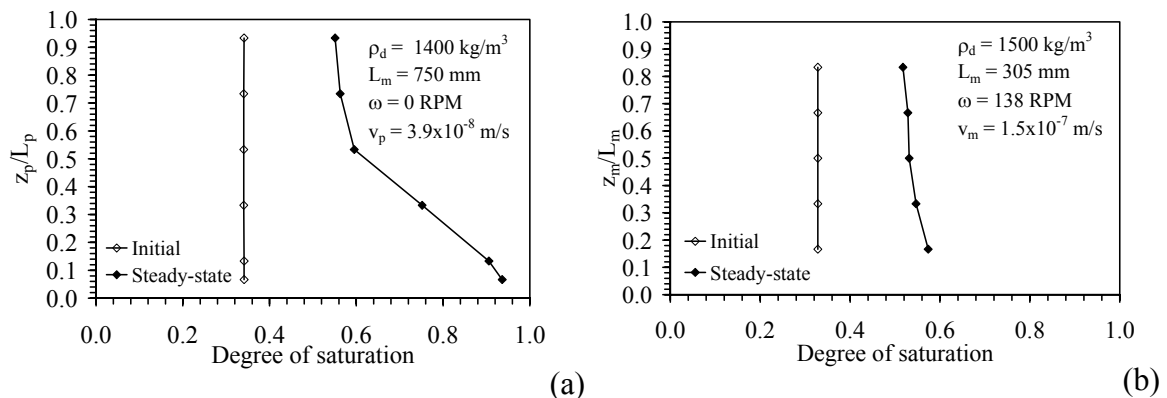 1.0
0.9
0.8
0.7
0.6
0.5
0.4
0.3
0.2
0.1
0.0
z_p/L_p
ρ_d = 1400 kg/m³
L_m = 750 mm
ω = 0 RPM
v_p = 3.9x10⁻⁸ m/s
Initial
Steady-state
0.0 0.2 0.4 0.6 0.8 1.0
Degree of saturation
(a)
1.0
0.9
0.8
0.7
0.6
0.5
0.4
0.3
0.2
0.1
0.0
z_m/L_m
ρ_d = 1500 kg/m³
L_m = 305 mm
ω = 138 RPM
v_m = 1.5x10⁻⁷ m/s
Initial
Steady-state
0.0 0.2 0.4 0.6 0.8 1.0
Degree of saturation
(b)